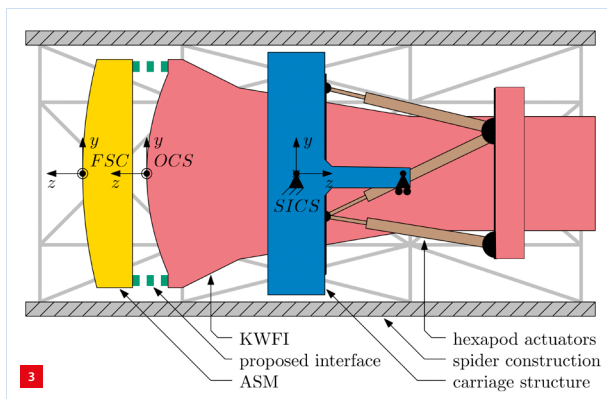 y
FSC
z
y
OCS
z
y
z
SICS
KWFI
proposed interface
ASM
hexapod actuators
spider construction
carriage structure
3